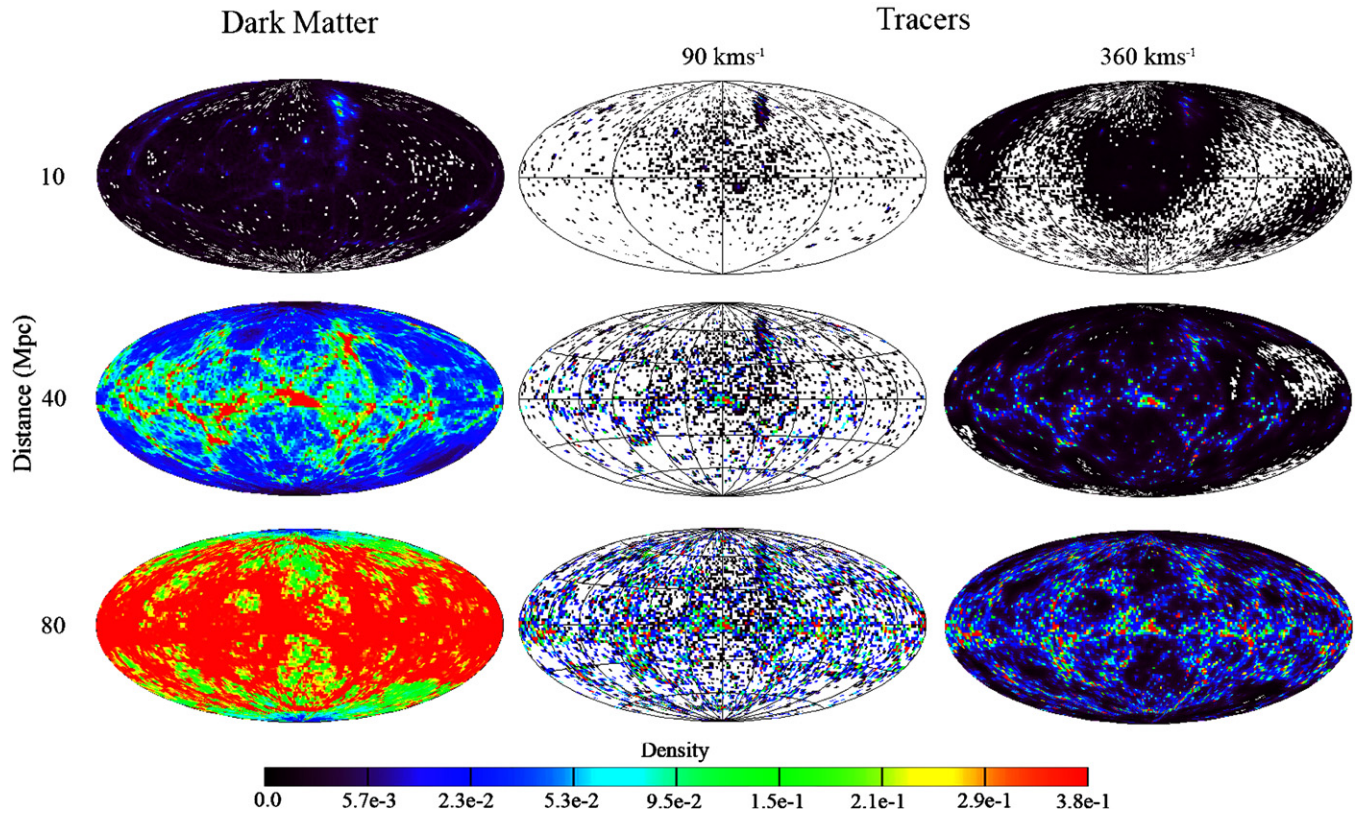 Dark Matter
Tracers
90 kms⁻¹
360 kms⁻¹
10
Distance (Mpc)
40
80
Density
0.0 5.7e-3 2.3e-2 5.3e-2 9.5e-2 1.5e-1 2.1e-1 2.9e-1 3.8e-1